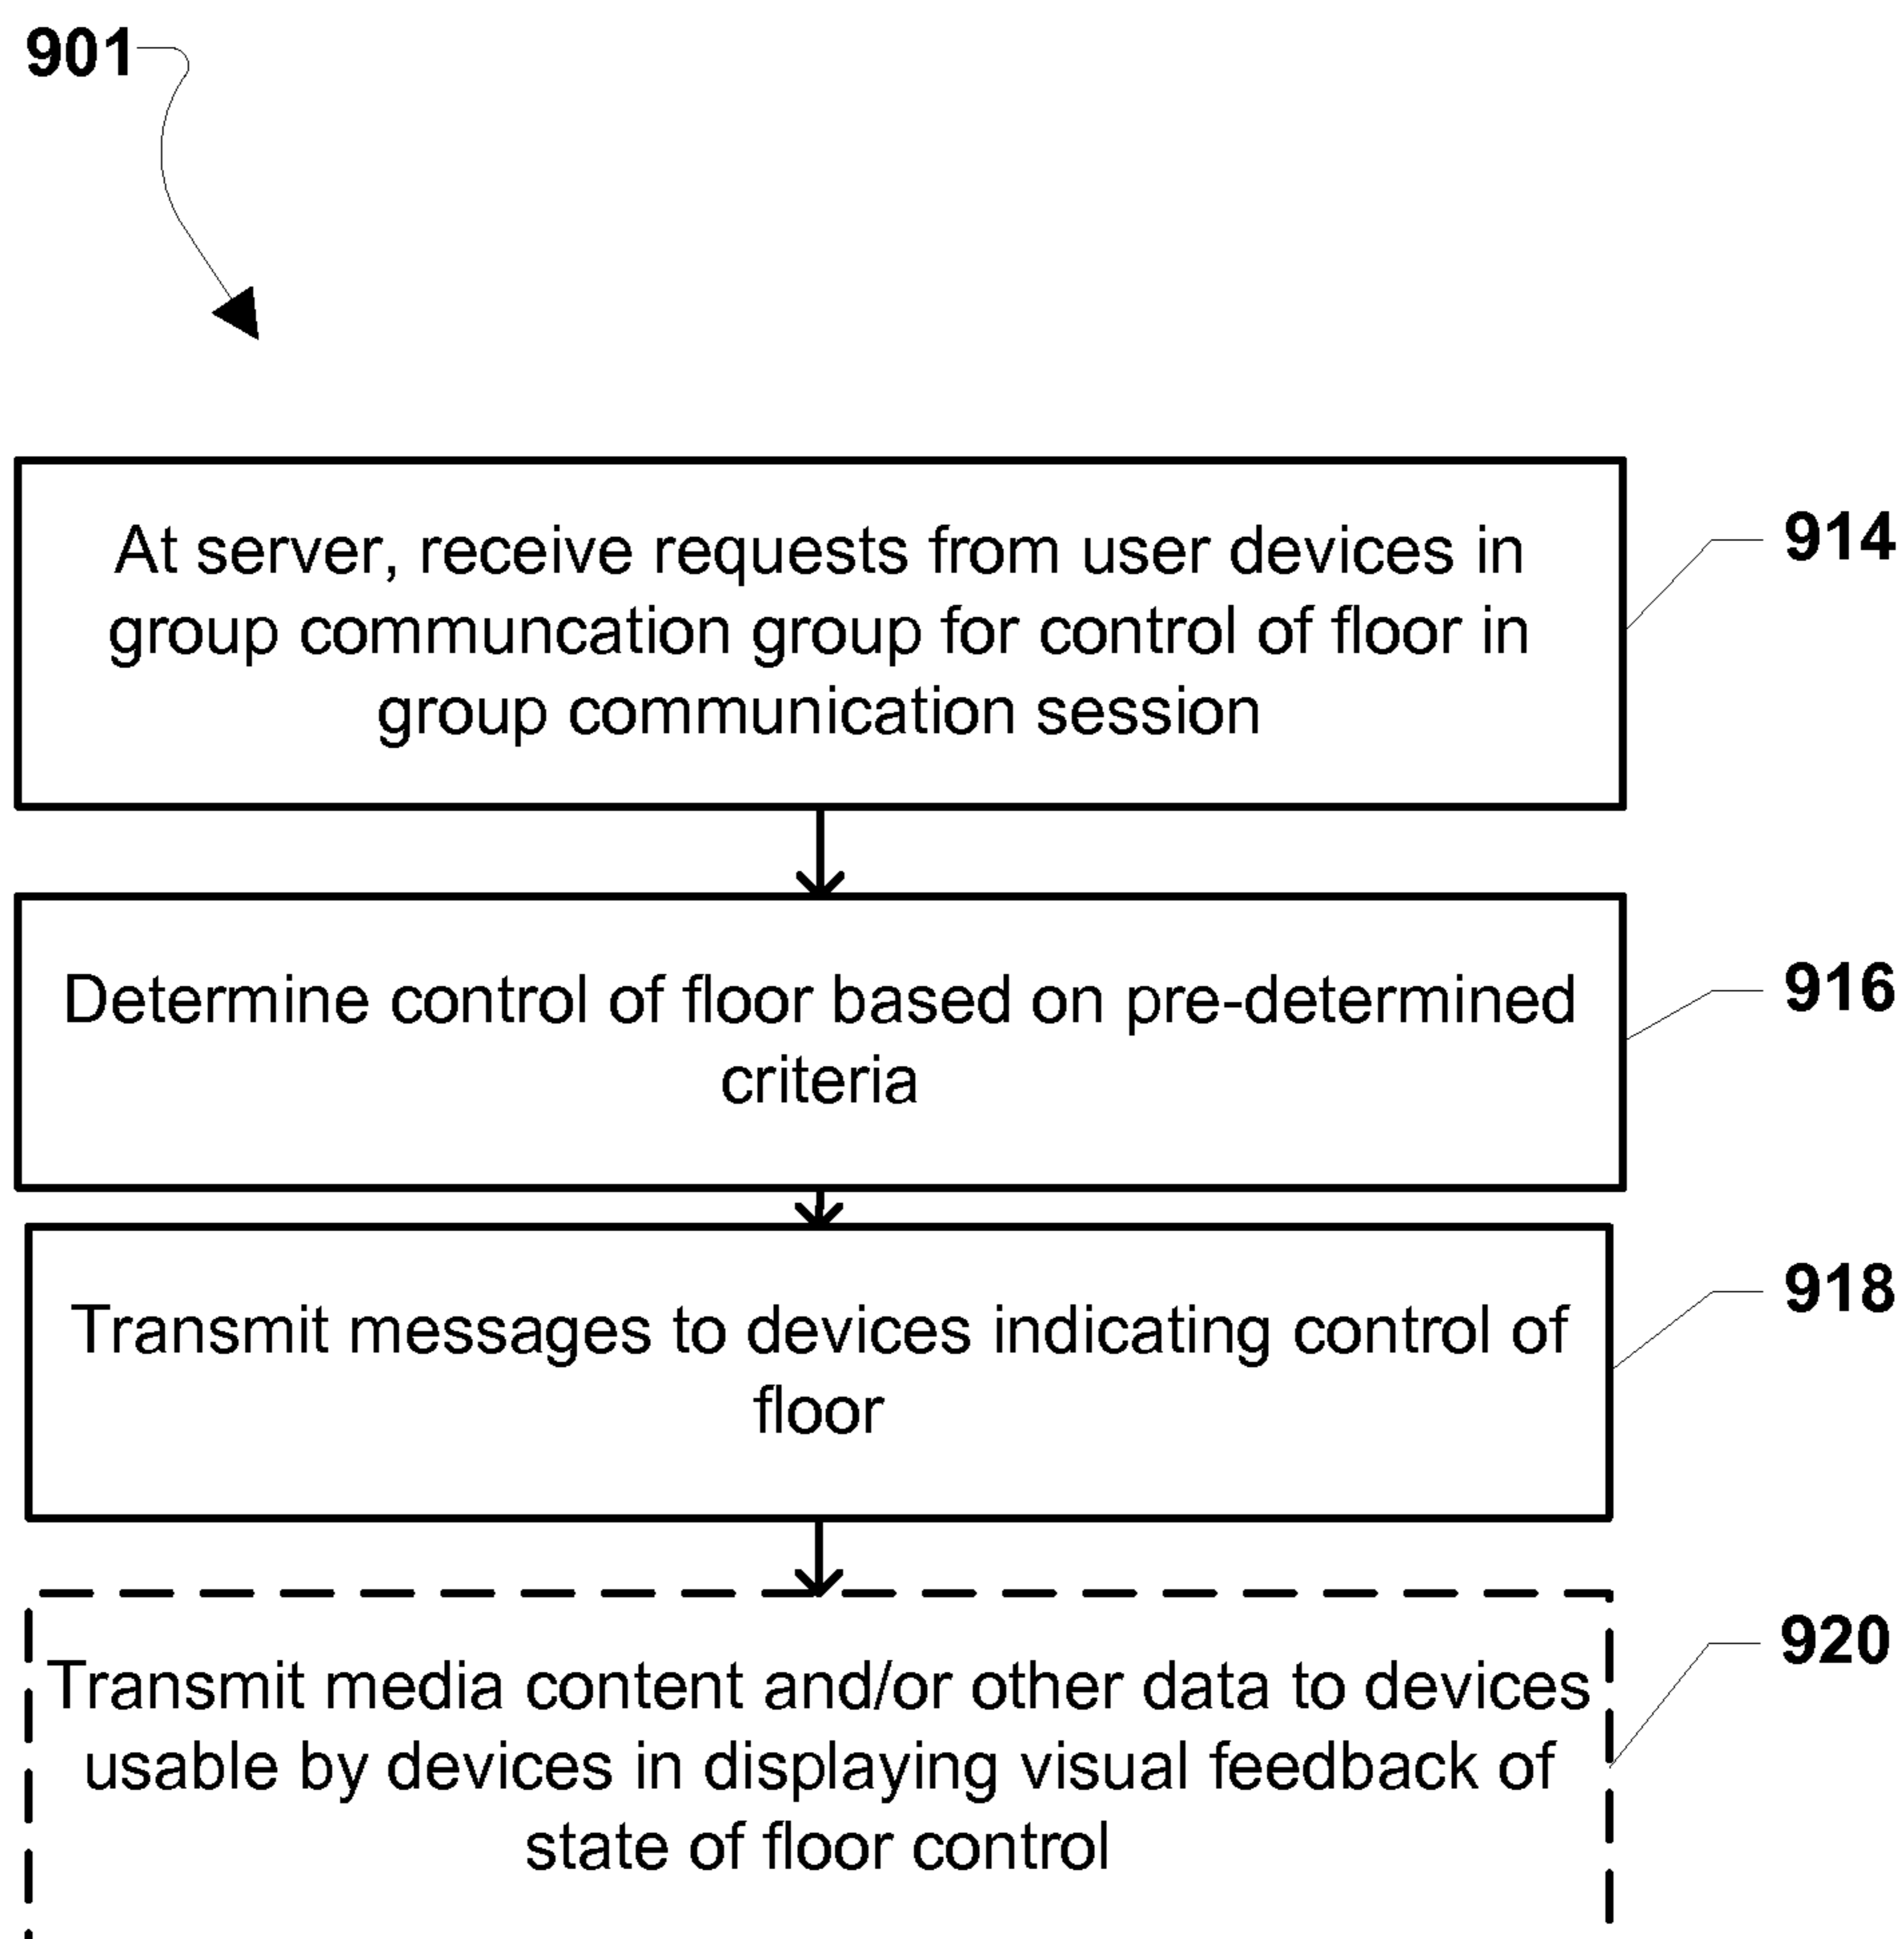 901
At server, receive requests from user devices in
group communcation group for control of floor in
group communication session
914
Determine control of floor based on pre-determined
criteria
916
Transmit messages to devices indicating control of
floor
918
Transmit media content and/or other data to devices
usable by devices in displaying visual feedback of
state of floor control
920